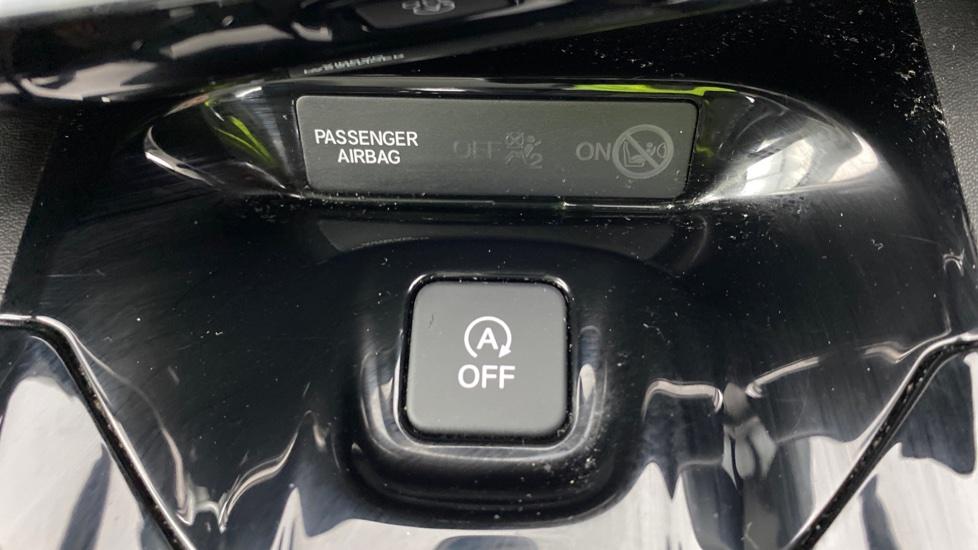 PASSENGER
AIRBAG
OFF 2
ON
A
OFF